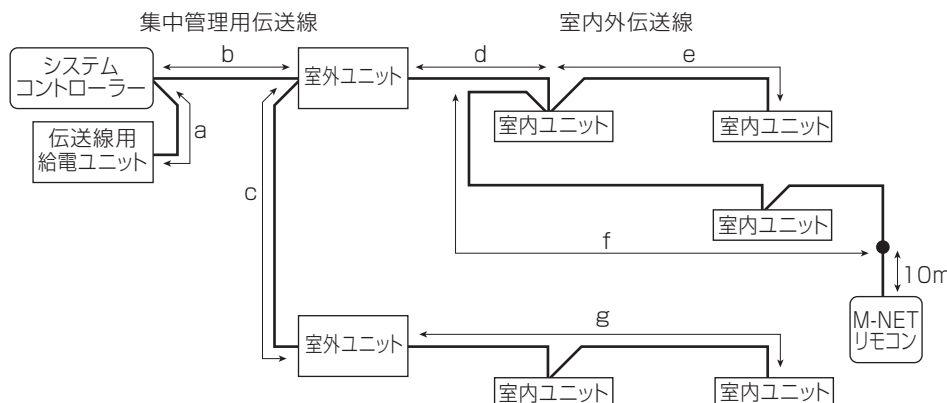 集中管理用伝送線
室内外伝送線
システム
コントローラー
b
室外ユニット
d
e
伝送線用
給電ユニット
a
室内ユニット
室内ユニット
c
室内ユニット
f
10m
M-NET
リモコン
室外ユニット
g
室内ユニット
室内ユニット